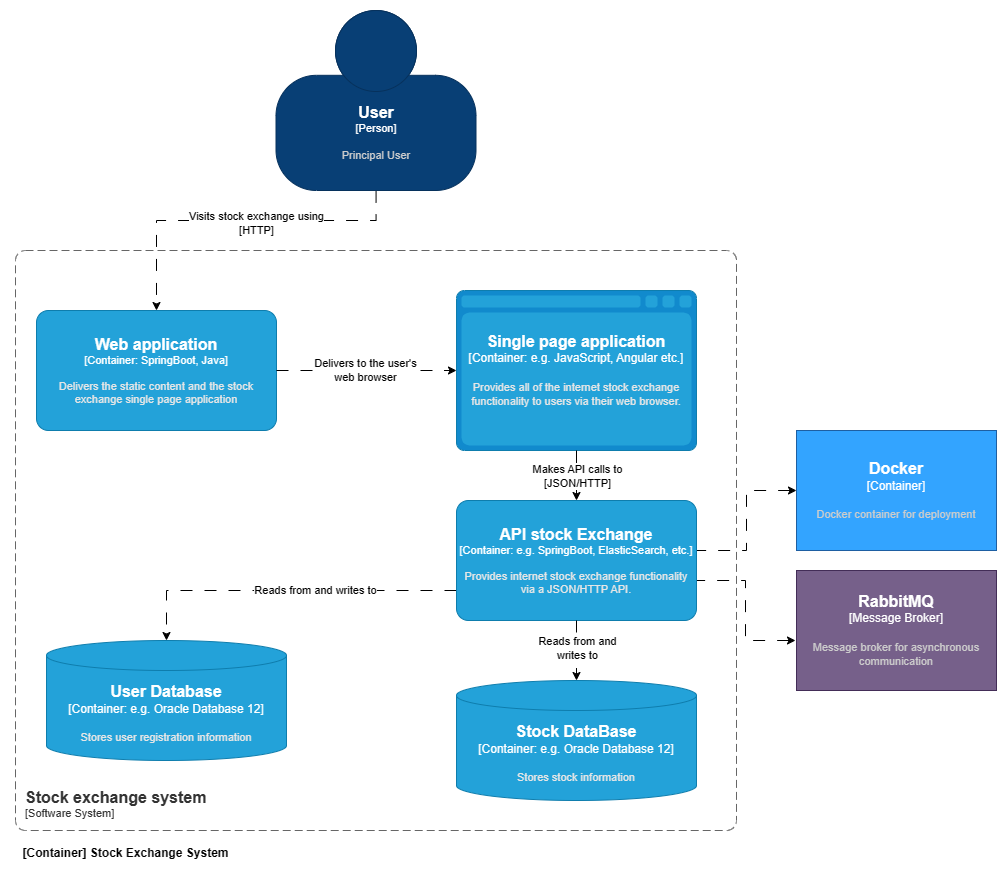 User
[Person]
Principal User
Visits stock exchange using
[HTTP]
Web application
[Container: SpringBoot, Java]
Delivers the static content and the stock
exchange single page application
Delivers to the user's
web browser
Single page application
[Container: e.g. JavaScript, Angular etc.]
Provides all of the internet stock exchange
functionality to users via their web browser.
Makes API calls to
[JSON/HTTP]
API stock Exchange
[Container: e.g. SpringBoot, ElasticSearch, etc.]
Provides internet stock exchange functionality
via a JSON/HTTP API.
Docker
[Container]
Docker container for deployment
RabbitMQ
[Message Broker]
Message broker for asynchronous
communication
Reads from and writes to
Reads from and
writes to
User Database
[Container: e.g. Oracle Database 12]
Stores user registration information
Stock DataBase
[Container: e.g. Oracle Database 12]
Stores stock information
Stock exchange system
[Software System]
[Container] Stock Exchange System